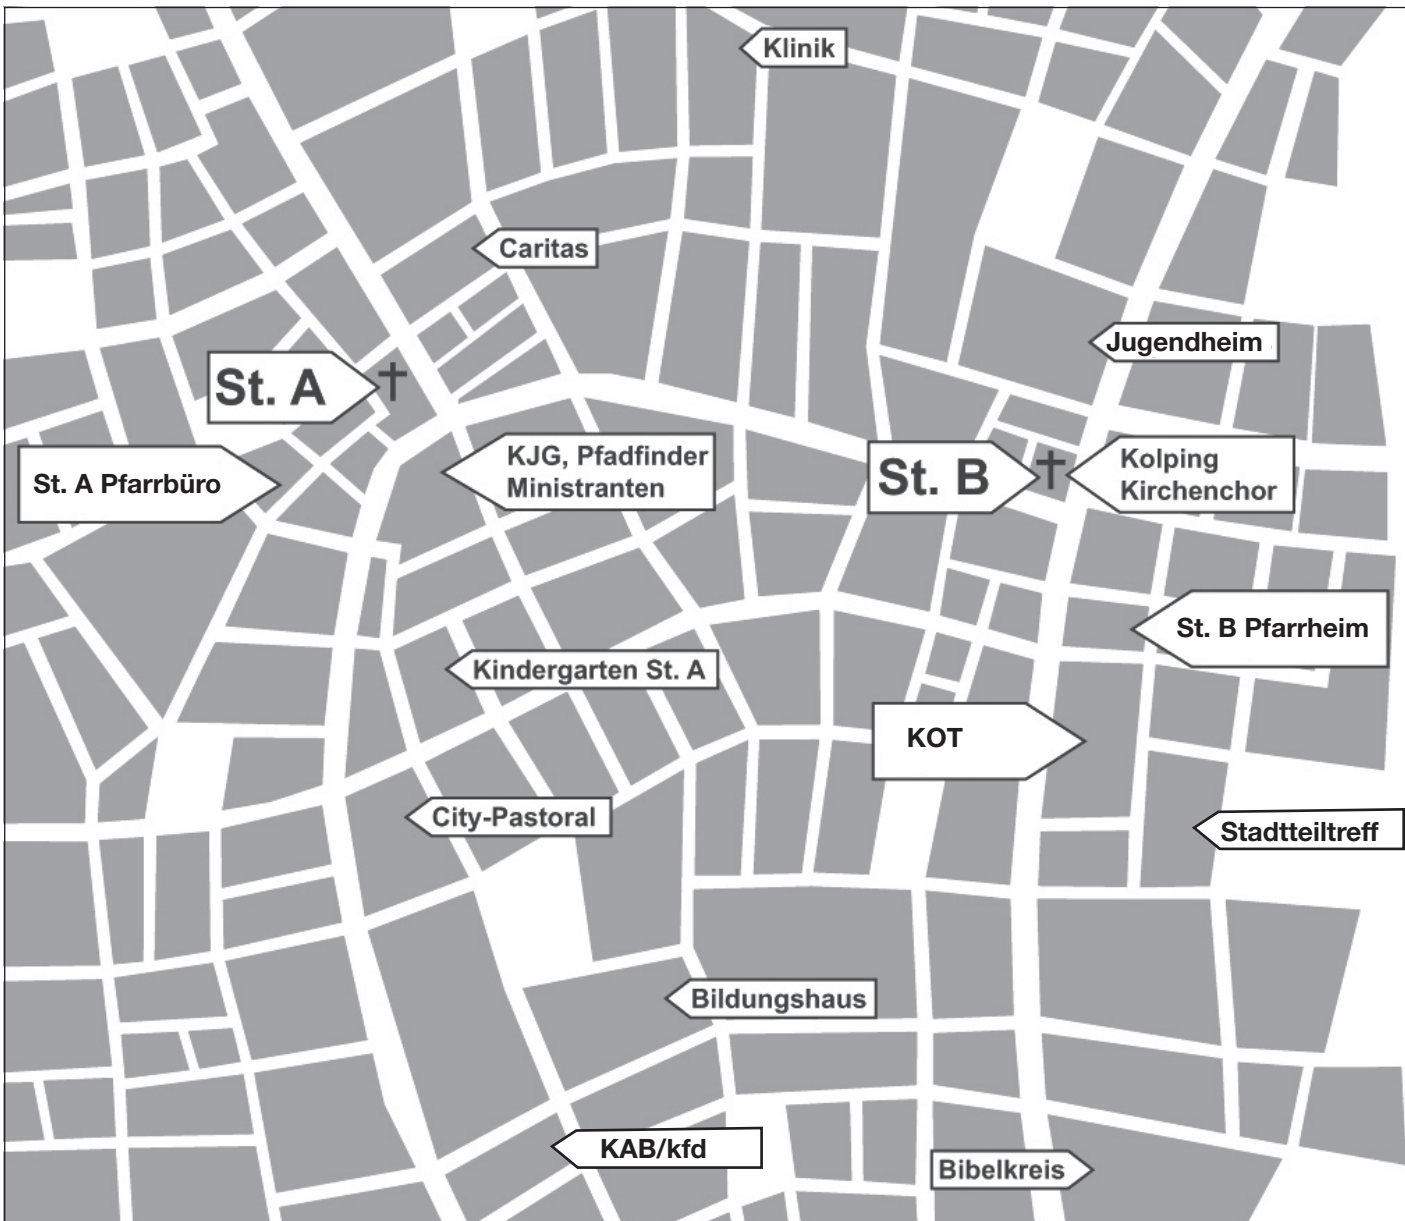 Klinik
Caritas
Jugendheim
St. A
KJG, Pfadfinder
Ministranten
St. B
Kolping
Kirchenchor
St. A Pfarrbüro
St. B Pfarrheim
Kindergarten St. A
KOT
City-Pastoral
Stadtteiltreff
Bildungshaus
KAB/kfd
Bibelkreis